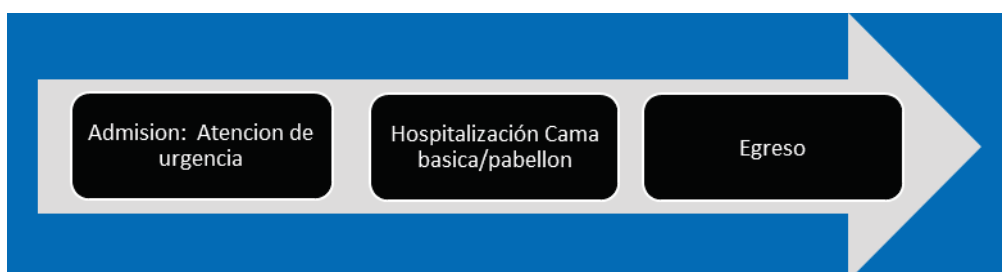 Admision: Atencion de
urgencia
Hospitalización Cama
basica/pabellon
Egreso